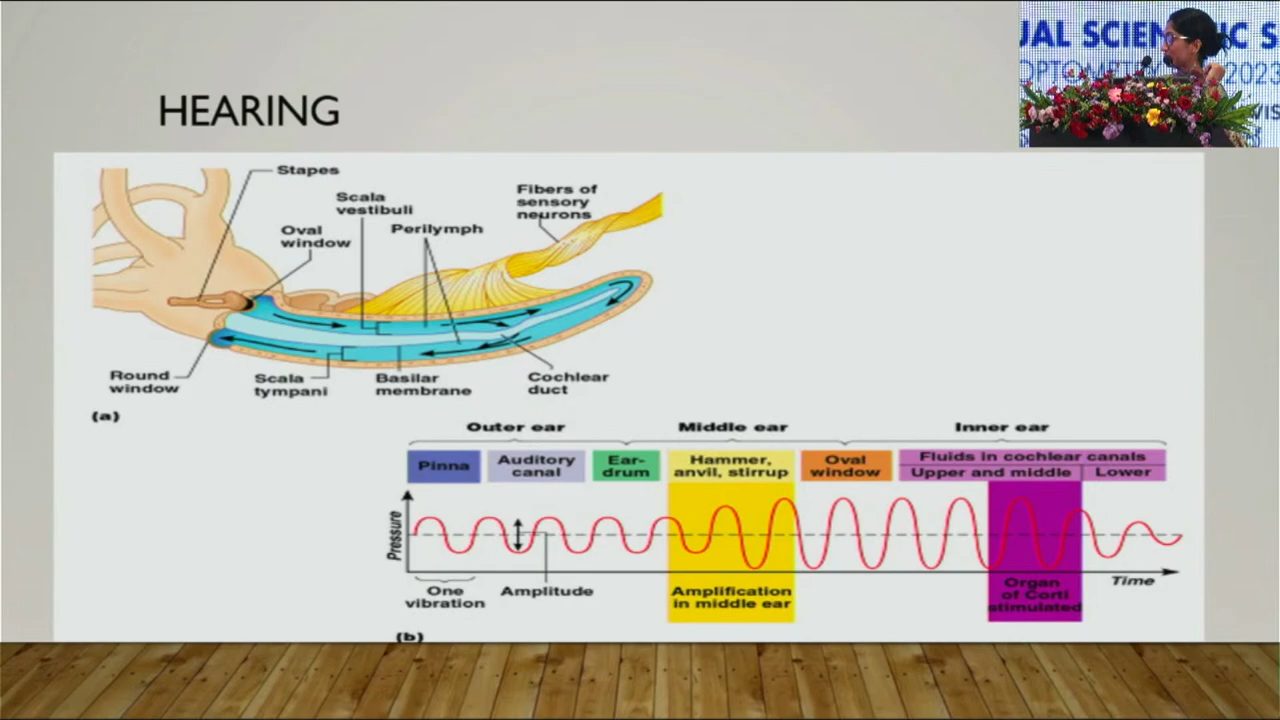 UAL SCIEN IC S
OPTOMET 2023
VIS
HEARING
Stapes
Scala
vestibuli
Fibers of
sensory
neurons
Oval
window
Perilymph
Round
window
Scala
tympani
Basilar
membrane
Cochlear
duct
(a)
Outer ear
Middle ear
Inner ear
Pinna
Auditory
canal
Ear-
drum
Hammer,
anvil, stirrup
Oval
window
Fluids in cochlear canals
Upper and middle
Lower
Pressure
One
vibration
Amplitude
Amplification
in middle ear
Organ
of Corti
stimulated
Time
(b)